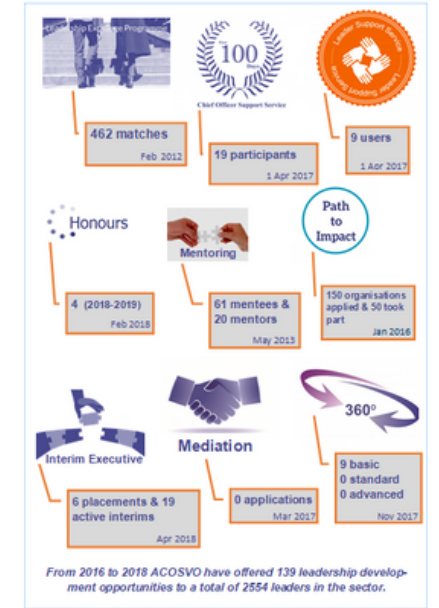 Leadership Exchange Programme
100
Days
Chief Officer Support Service
Leader Support Service
Leader Support Service
462 matches
Feb 2012
19 participants
1 Apr 2017
9 users
1 Apr 2017
Honours
Mentoring
Path
to
Impact
4 (2018-2019)
Feb 2018
61 mentees &
20 mentors
May 2013
150 organisations
applied & 50 took
part
Jan 2016
Interim Executive
Mediation
360°
6 placements & 19
active interims
Apr 2018
0 applications
Mar 2017
9 basic
0 standard
0 advanced
Nov 2017
From 2016 to 2018 ACOSVO have offered 139 leadership develop-
ment opportunities to a total of 2554 leaders in the sector.